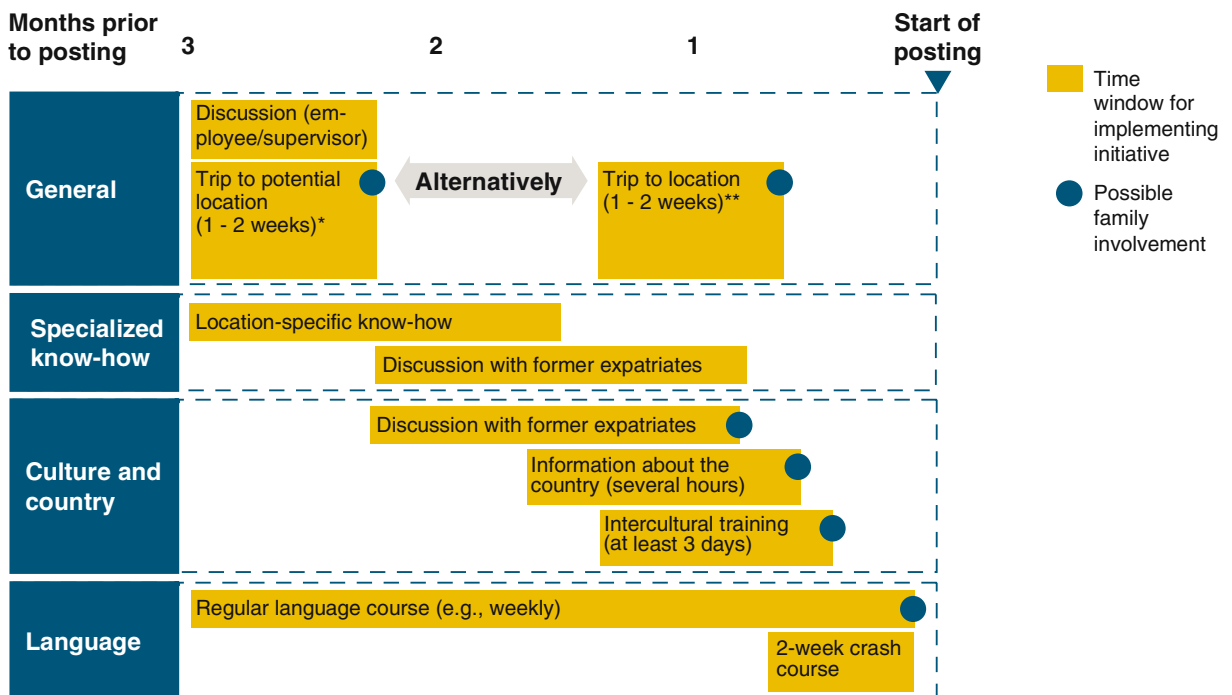 Months prior
to posting
3
2
1
Start of
posting
Time
window for
implementing
initiative
Possible
family
involvement
General
Discussion (em-
ployee/supervisor)
Trip to potential
location
(1 - 2 weeks)*
Alternatively
Trip to location
(1 - 2 weeks)**
Specialized
know-how
Location-specific know-how
Discussion with former expatriates
Culture and
country
Discussion with former expatriates
Information about the
country (several hours)
Intercultural training
(at least 3 days)
Language
Regular language course (e.g., weekly)
2-week crash
course